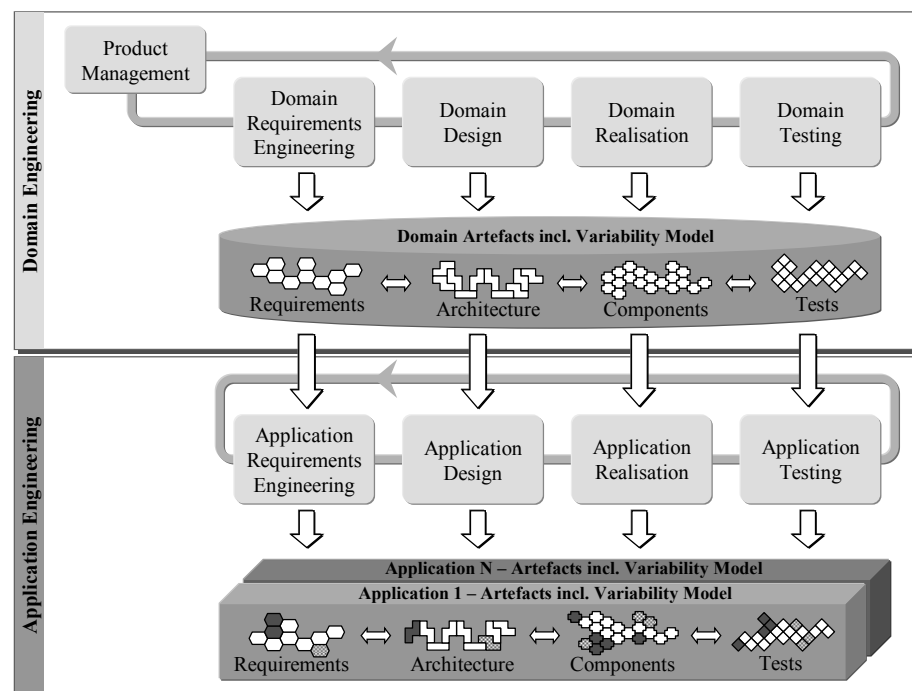 Domain Engineering
Product
Management
Domain
Requirements
Engineering
Domain
Design
Domain
Realisation
Domain
Testing
Domain Artefacts incl. Variability Model
Requirements
Architecture
Components
Tests
Application Engineering
Application
Requirements
Engineering
Application
Design
Application
Realisation
Application
Testing
Application N – Artefacts incl. Variability Model
Application 1 – Artefacts incl. Variability Model
Requirements
Architecture
Components
Tests